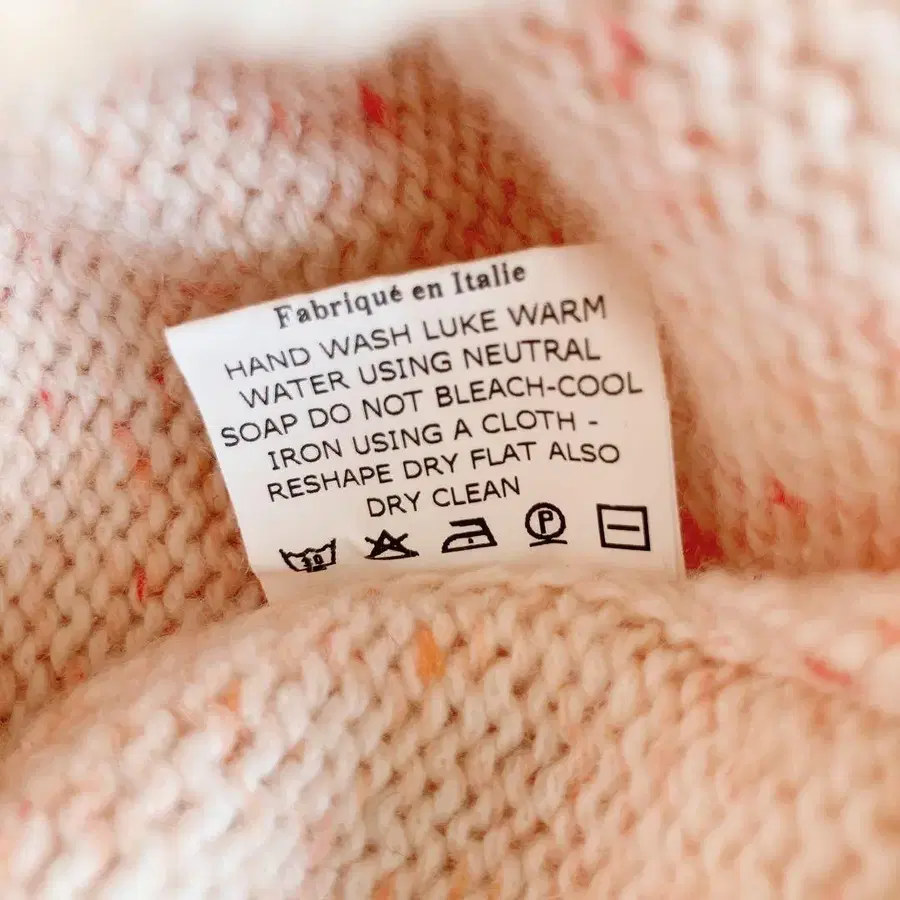 Fabriqué en Italie
HAND WASH LUKE WARM
WATER USING NEUTRAL
SOAP DO NOT BLEACH-COOL
IRON USING A CLOTH -
RESHAPE DRY FLAT ALSO
DRY CLEAN
P